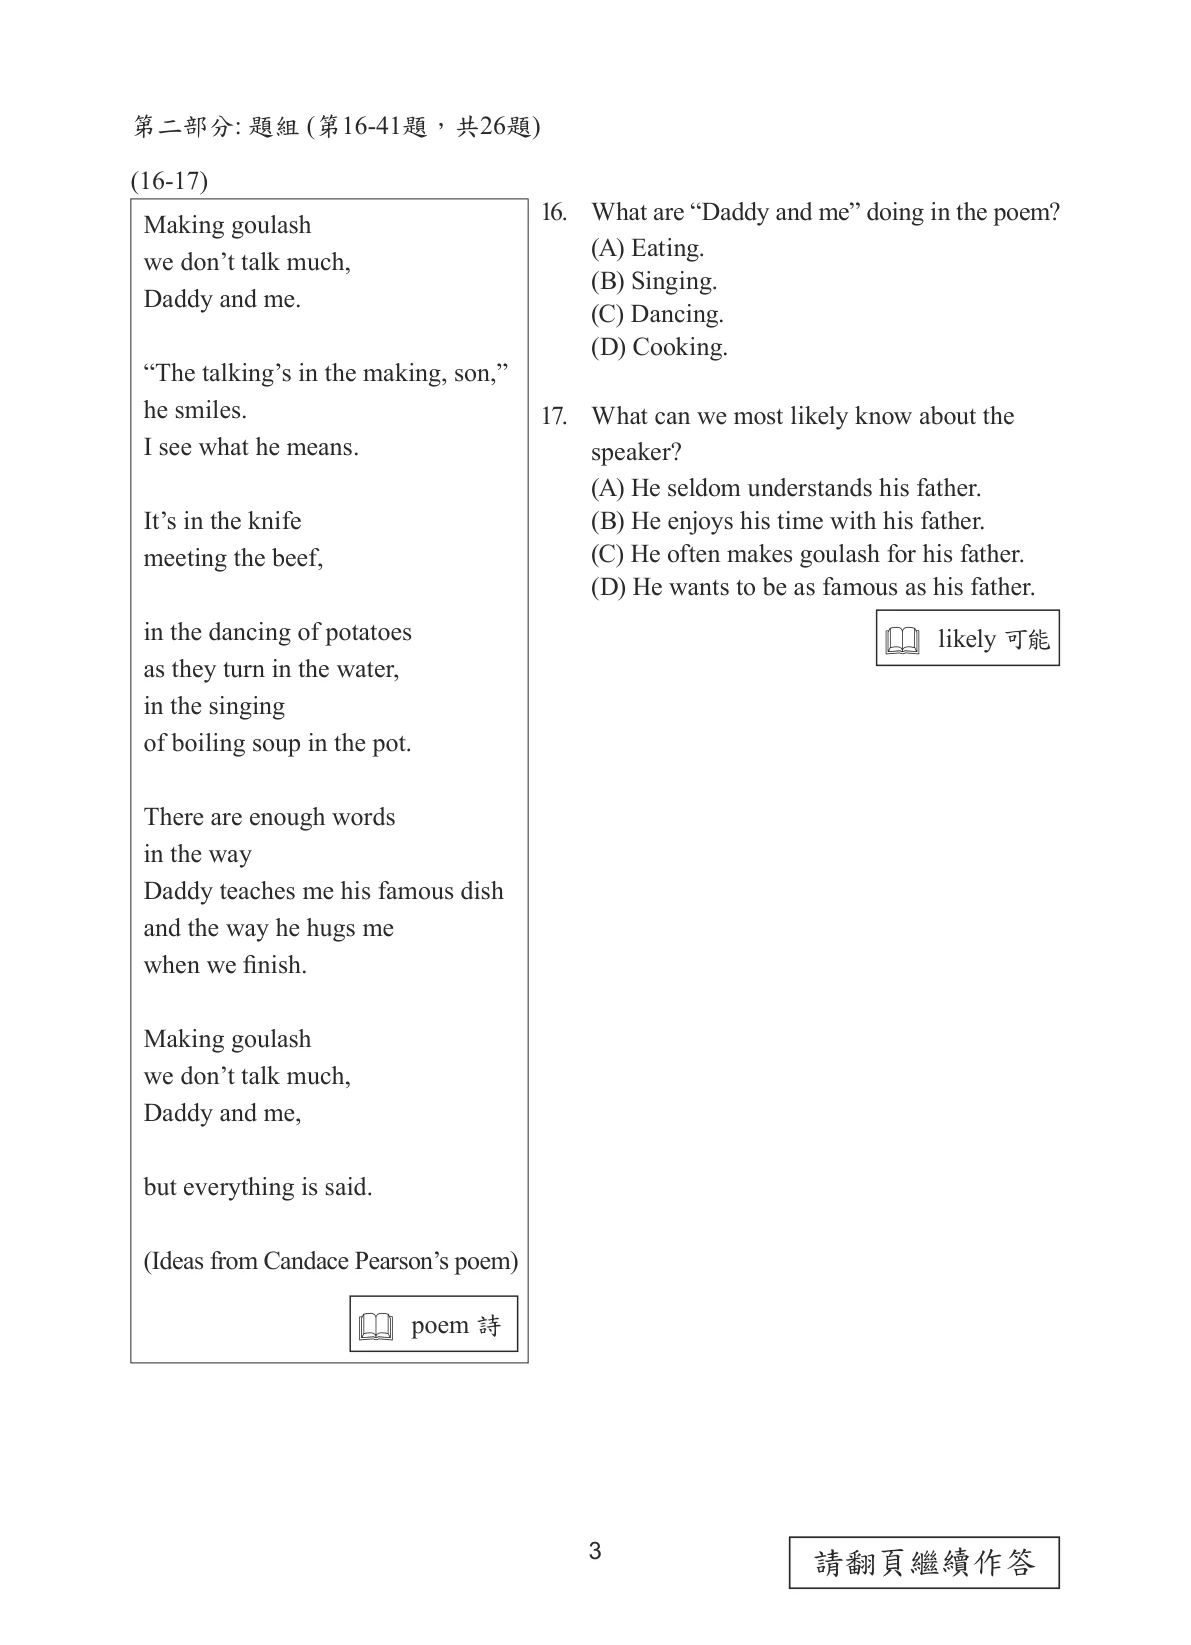 第二部分: 題組 (第16-41題，共26題)
(16-17)
Making goulash
we don’t talk much,
Daddy and me.
“The talking’s in the making, son,”
he smiles.
I see what he means.
It’s in the knife
meeting the beef,
in the dancing of potatoes
as they turn in the water,
in the singing
of boiling soup in the pot.
There are enough words
in the way
Daddy teaches me his famous dish
and the way he hugs me
when we finish.
Making goulash
we don’t talk much,
Daddy and me,
but everything is said.
(Ideas from Candace Pearson’s poem)
poem 詩
16. What are “Daddy and me” doing in the poem?
(A) Eating.
(B) Singing.
(C) Dancing.
(D) Cooking.
17. What can we most likely know about the
speaker?
(A) He seldom understands his father.
(B) He enjoys his time with his father.
(C) He often makes goulash for his father.
(D) He wants to be as famous as his father.
likely 可能
3
請翻頁繼續作答